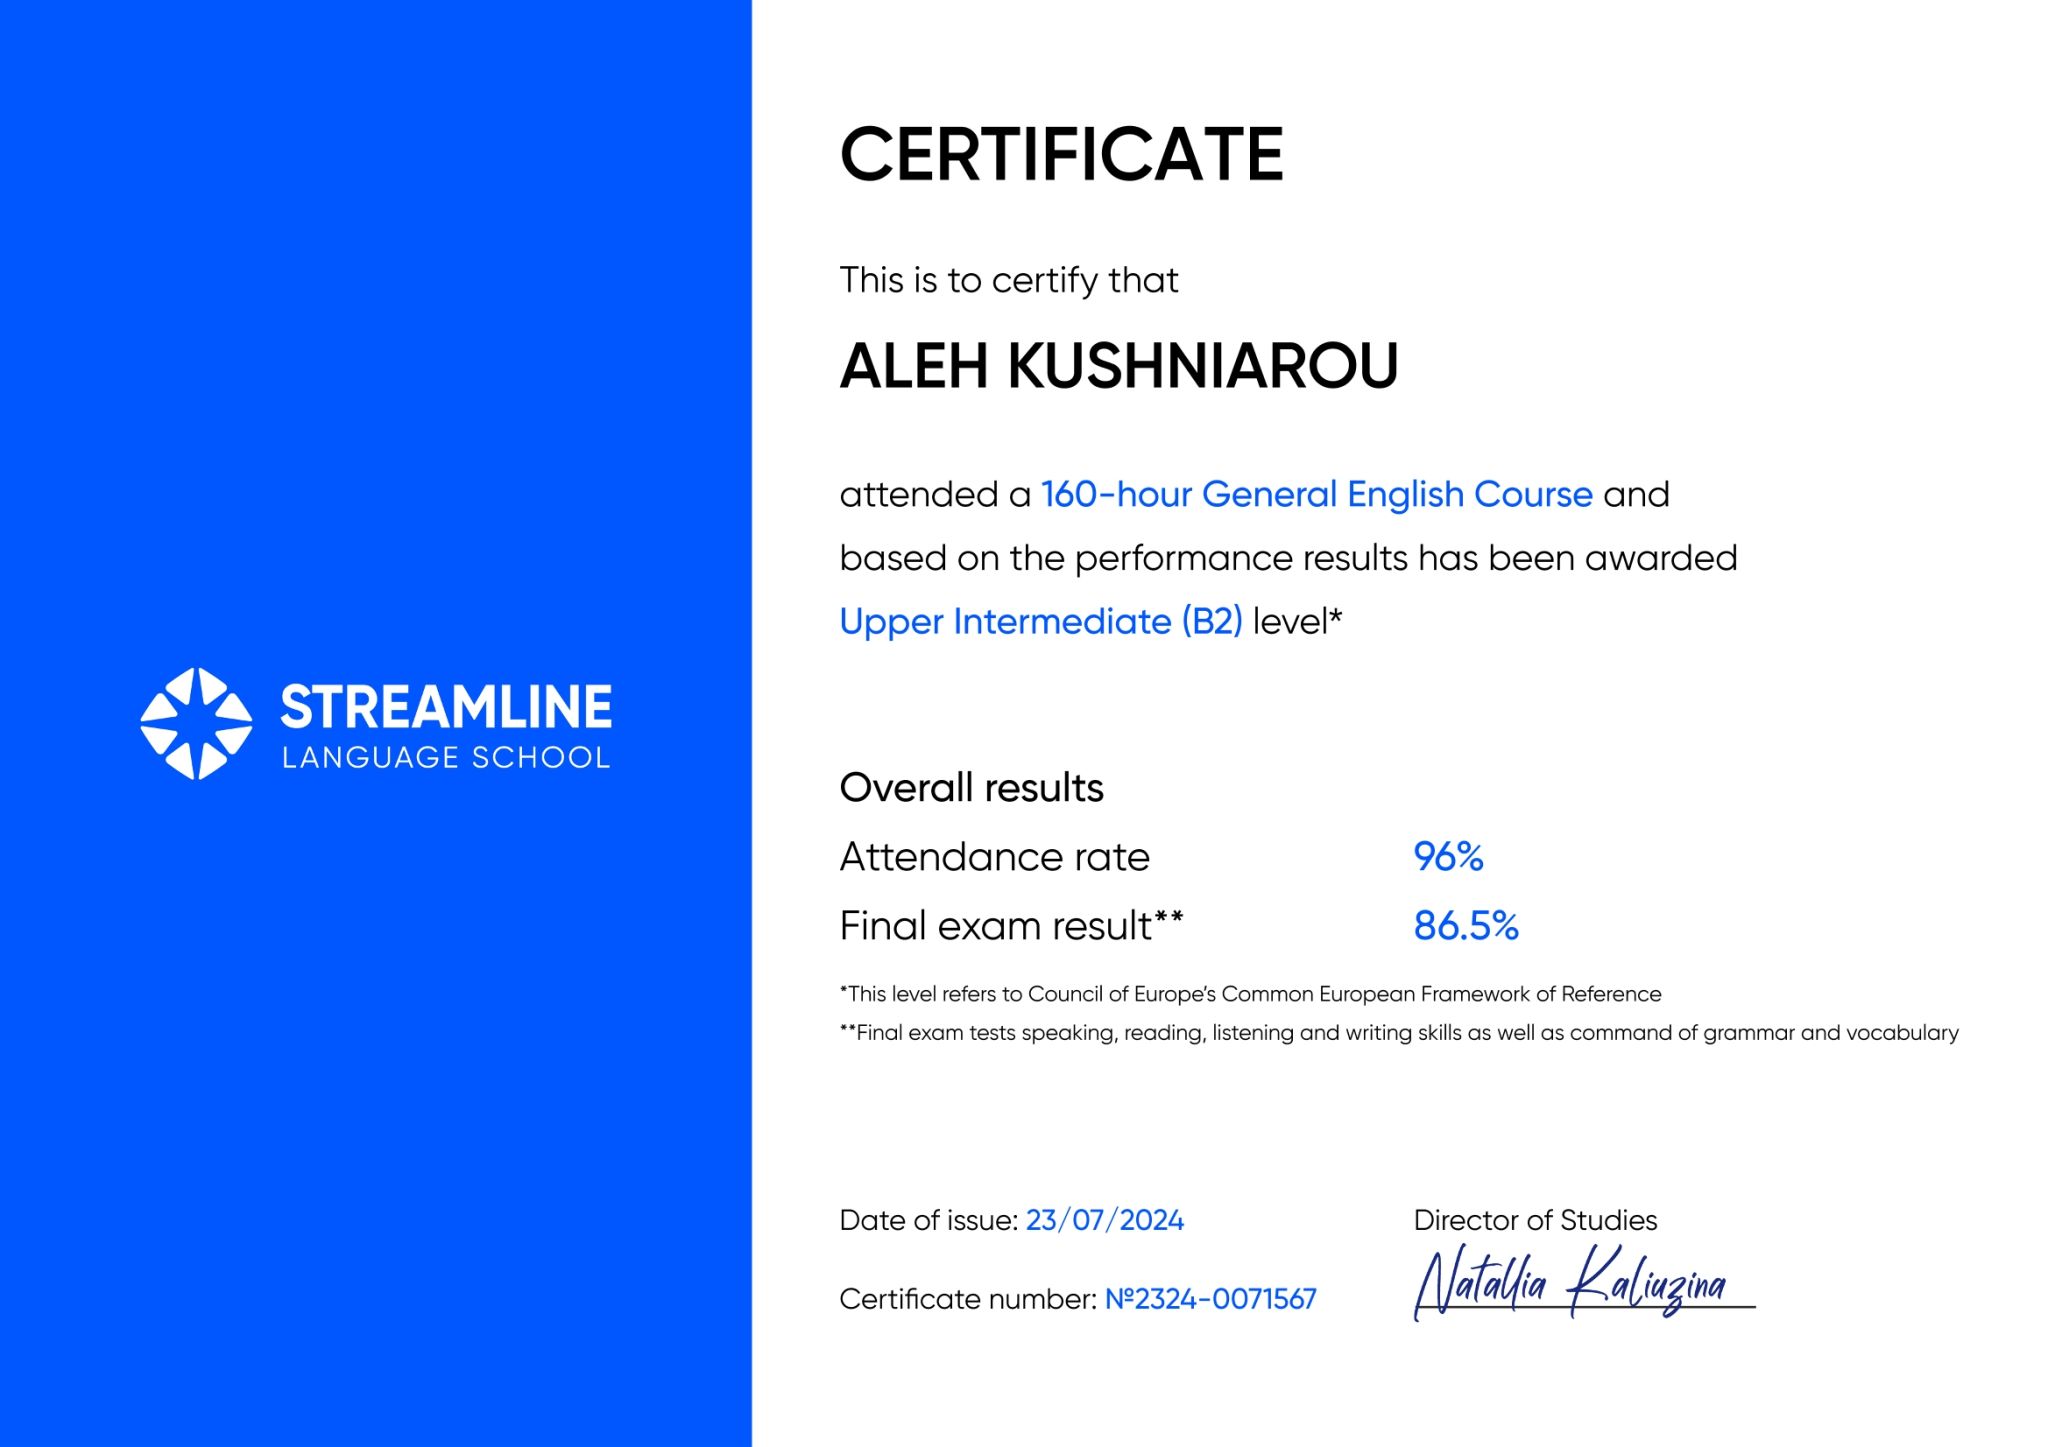 STREAMLINE
LANGUAGE SCHOOL
CERTIFICATE
This is to certify that
ALEH KUSHNIAROU
attended a 160-hour General English Course and
based on the performance results has been awarded
Upper Intermediate (B2) level*
Overall results
Attendance rate 96%
Final exam result** 86.5%
*This level refers to Council of Europe’s Common European Framework of Reference
**Final exam tests speaking, reading, listening and writing skills as well as command of grammar and vocabulary
Date of issue: 23/07/2024
Certificate number: №2324-0071567
Director of Studies
Natallia Kaliuzina